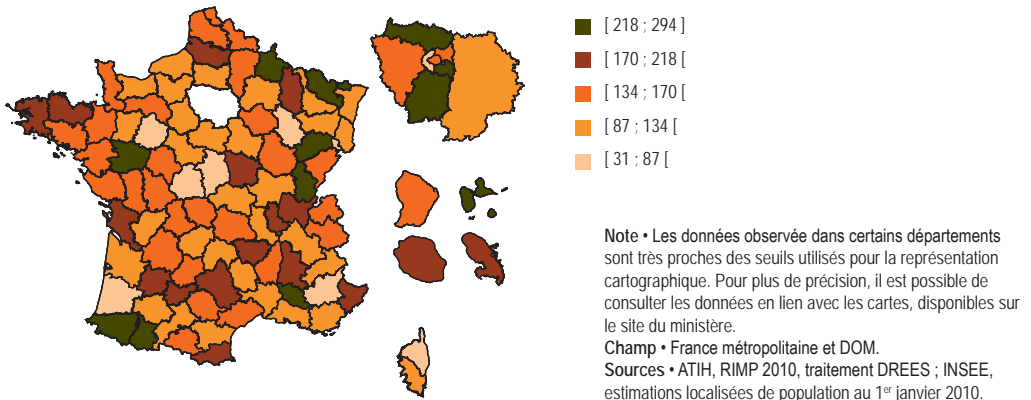 [ 218 ; 294 ]
[ 170 ; 218 [
[ 134 ; 170 [
[ 87 ; 134 [
[ 31 ; 87 [
Note • Les données observée dans certains départements
sont très proches des seuils utilisés pour la représentation
cartographique. Pour plus de précision, il est possible de
consulter les données en lien avec les cartes, disponibles sur
le site du ministère.
Champ • France métropolitaine et DOM.
Sources • ATIH, RIMP 2010, traitement DREES ; INSEE,
estimations localisées de population au 1er janvier 2010.